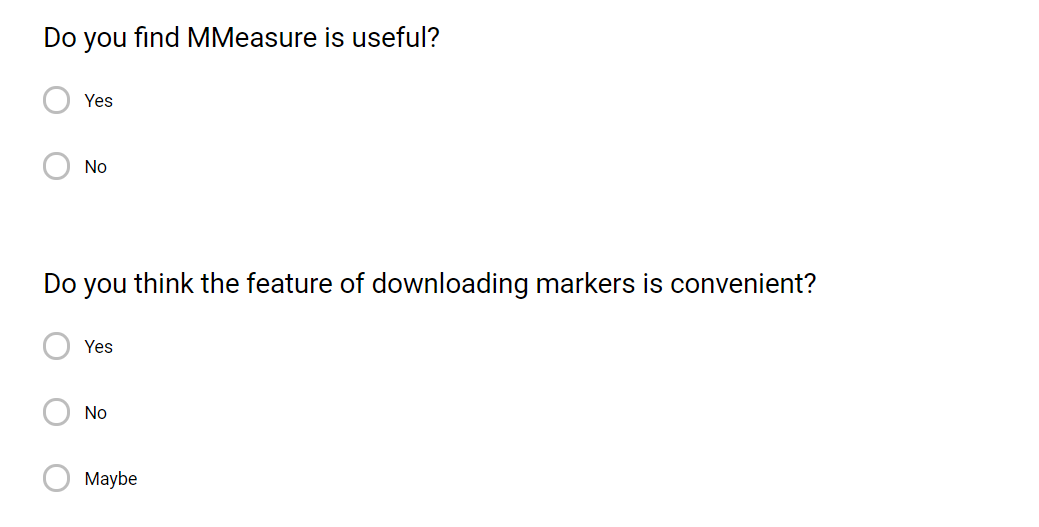 Do you find MMeasure is useful?
Yes
No
Do you think the feature of downloading markers is convenient?
Yes
No
Maybe